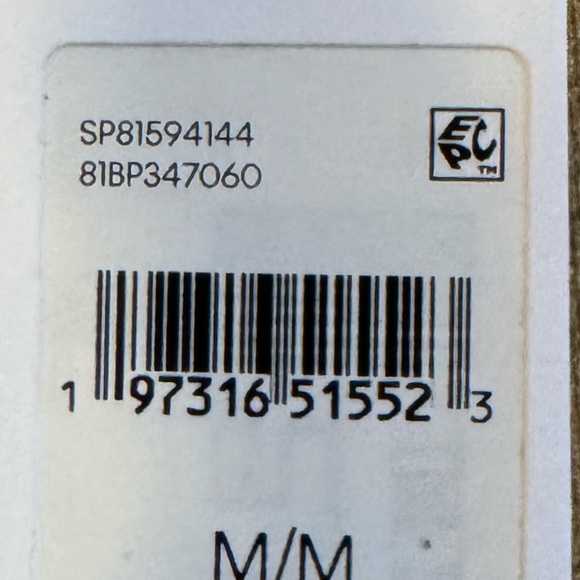 SP81594144
81BP347060
EPC
TM
1 97316 51552 3
M/M